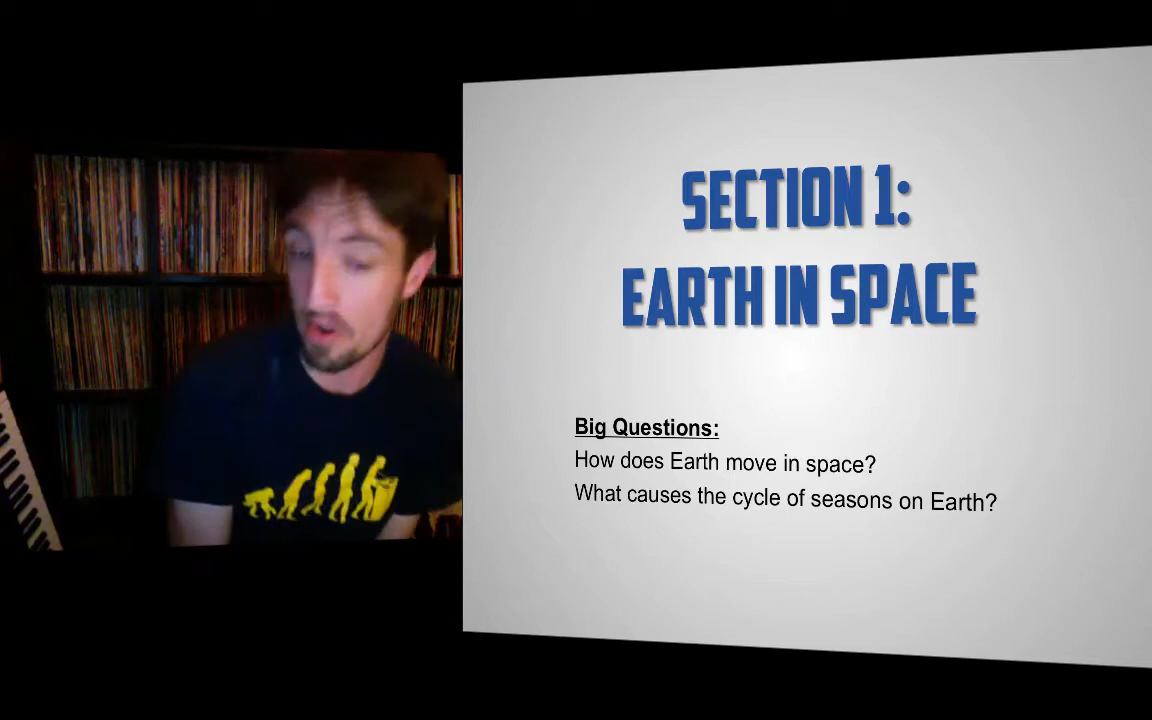 SECTION 1:
EARTH IN SPACE
Big Questions:
How does Earth move in space?
What causes the cycle of seasons on Earth?